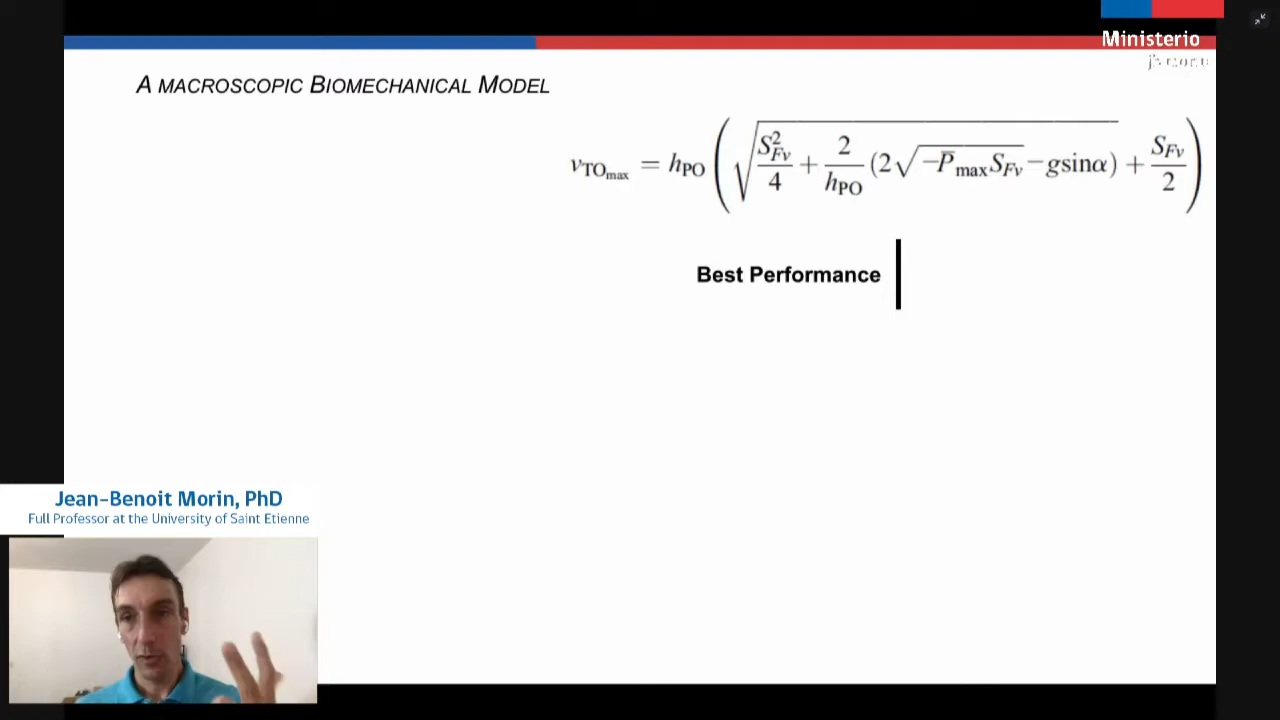 Ministerio
A MACROSCOPIC BIOMECHANICAL MODEL
v_TOmax = h_PO ( √( S_Fv²/4 + 2/h_PO (2√(−P̅_max S_Fv) − g sinα) ) + S_Fv/2 )
Best Performance
Jean-Benoit Morin, PhD
Full Professor at the University of Saint Etienne